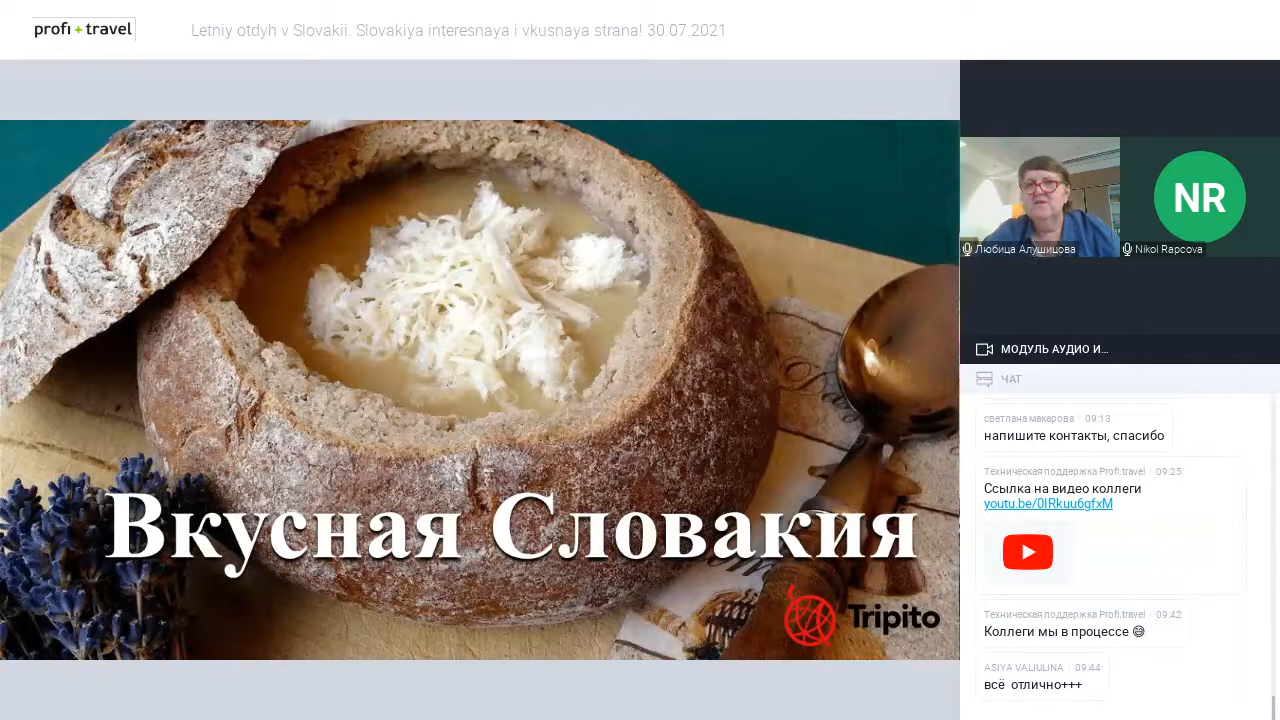 profi + travel
Letniy otdyh v Slovakii. Slovakiya interesnaya i vkusnaya strana! 30.07.2021
Вкусная Словакия
Tripito
NR
Любица Алушицова
Nikol Rapcova
МОДУЛЬ АУДИО И...
ЧАТ
светлана макарова 09:13
напишите контакты, спасибо
Техническая поддержка Profi.travel 09:25
Ссылка на видео коллеги
youtu.be/0IRkuu6gfxM
Техническая поддержка Profi.travel 09:42
Коллеги мы в процессе 😅
ASIYA VALIULINA 09:44
всё отлично+++